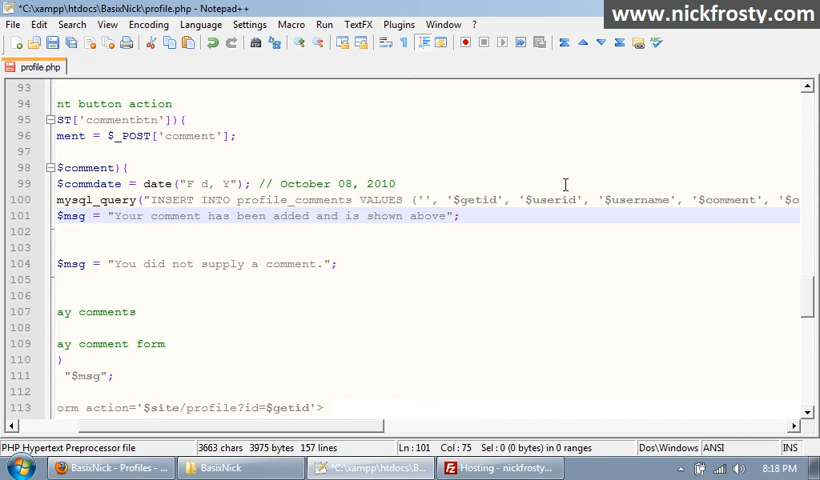 *C:\xampp\htdocs\BasixNick\profile.php - Notepad++
www.nickfrosty.com
File Edit Search View Encoding Language Settings Macro Run TextFX Plugins Window ?
profile.php
93
94 nt button action
95 ST['commentbtn']){
96 ment = $_POST['comment'];
97
98 $comment){
99 $commdate = date("F d, Y"); // October 08, 2010
100 mysql_query("INSERT INTO profile_comments VALUES ('', '$getid', '$userid', '$username', '$comment', '$c
101 $msg = "Your comment has been added and is shown above";
102
103
104 $msg = "You did not supply a comment.";
105
106
107 ay comments
108
109 ay comment form
110 )
111 "$msg";
112
113 orm action='$site/profile?id=$getid'>
PHP Hypertext Preprocessor file 3663 chars 3975 bytes 157 lines Ln : 101 Col : 75 Sel : 0 (0 bytes) in 0 ranges Dos\Windows ANSI INS
BasixNick - Profiles - ... BasixNick *C:\xampp\htdocs\B... Hosting - nickfrosty... 8:18 PM